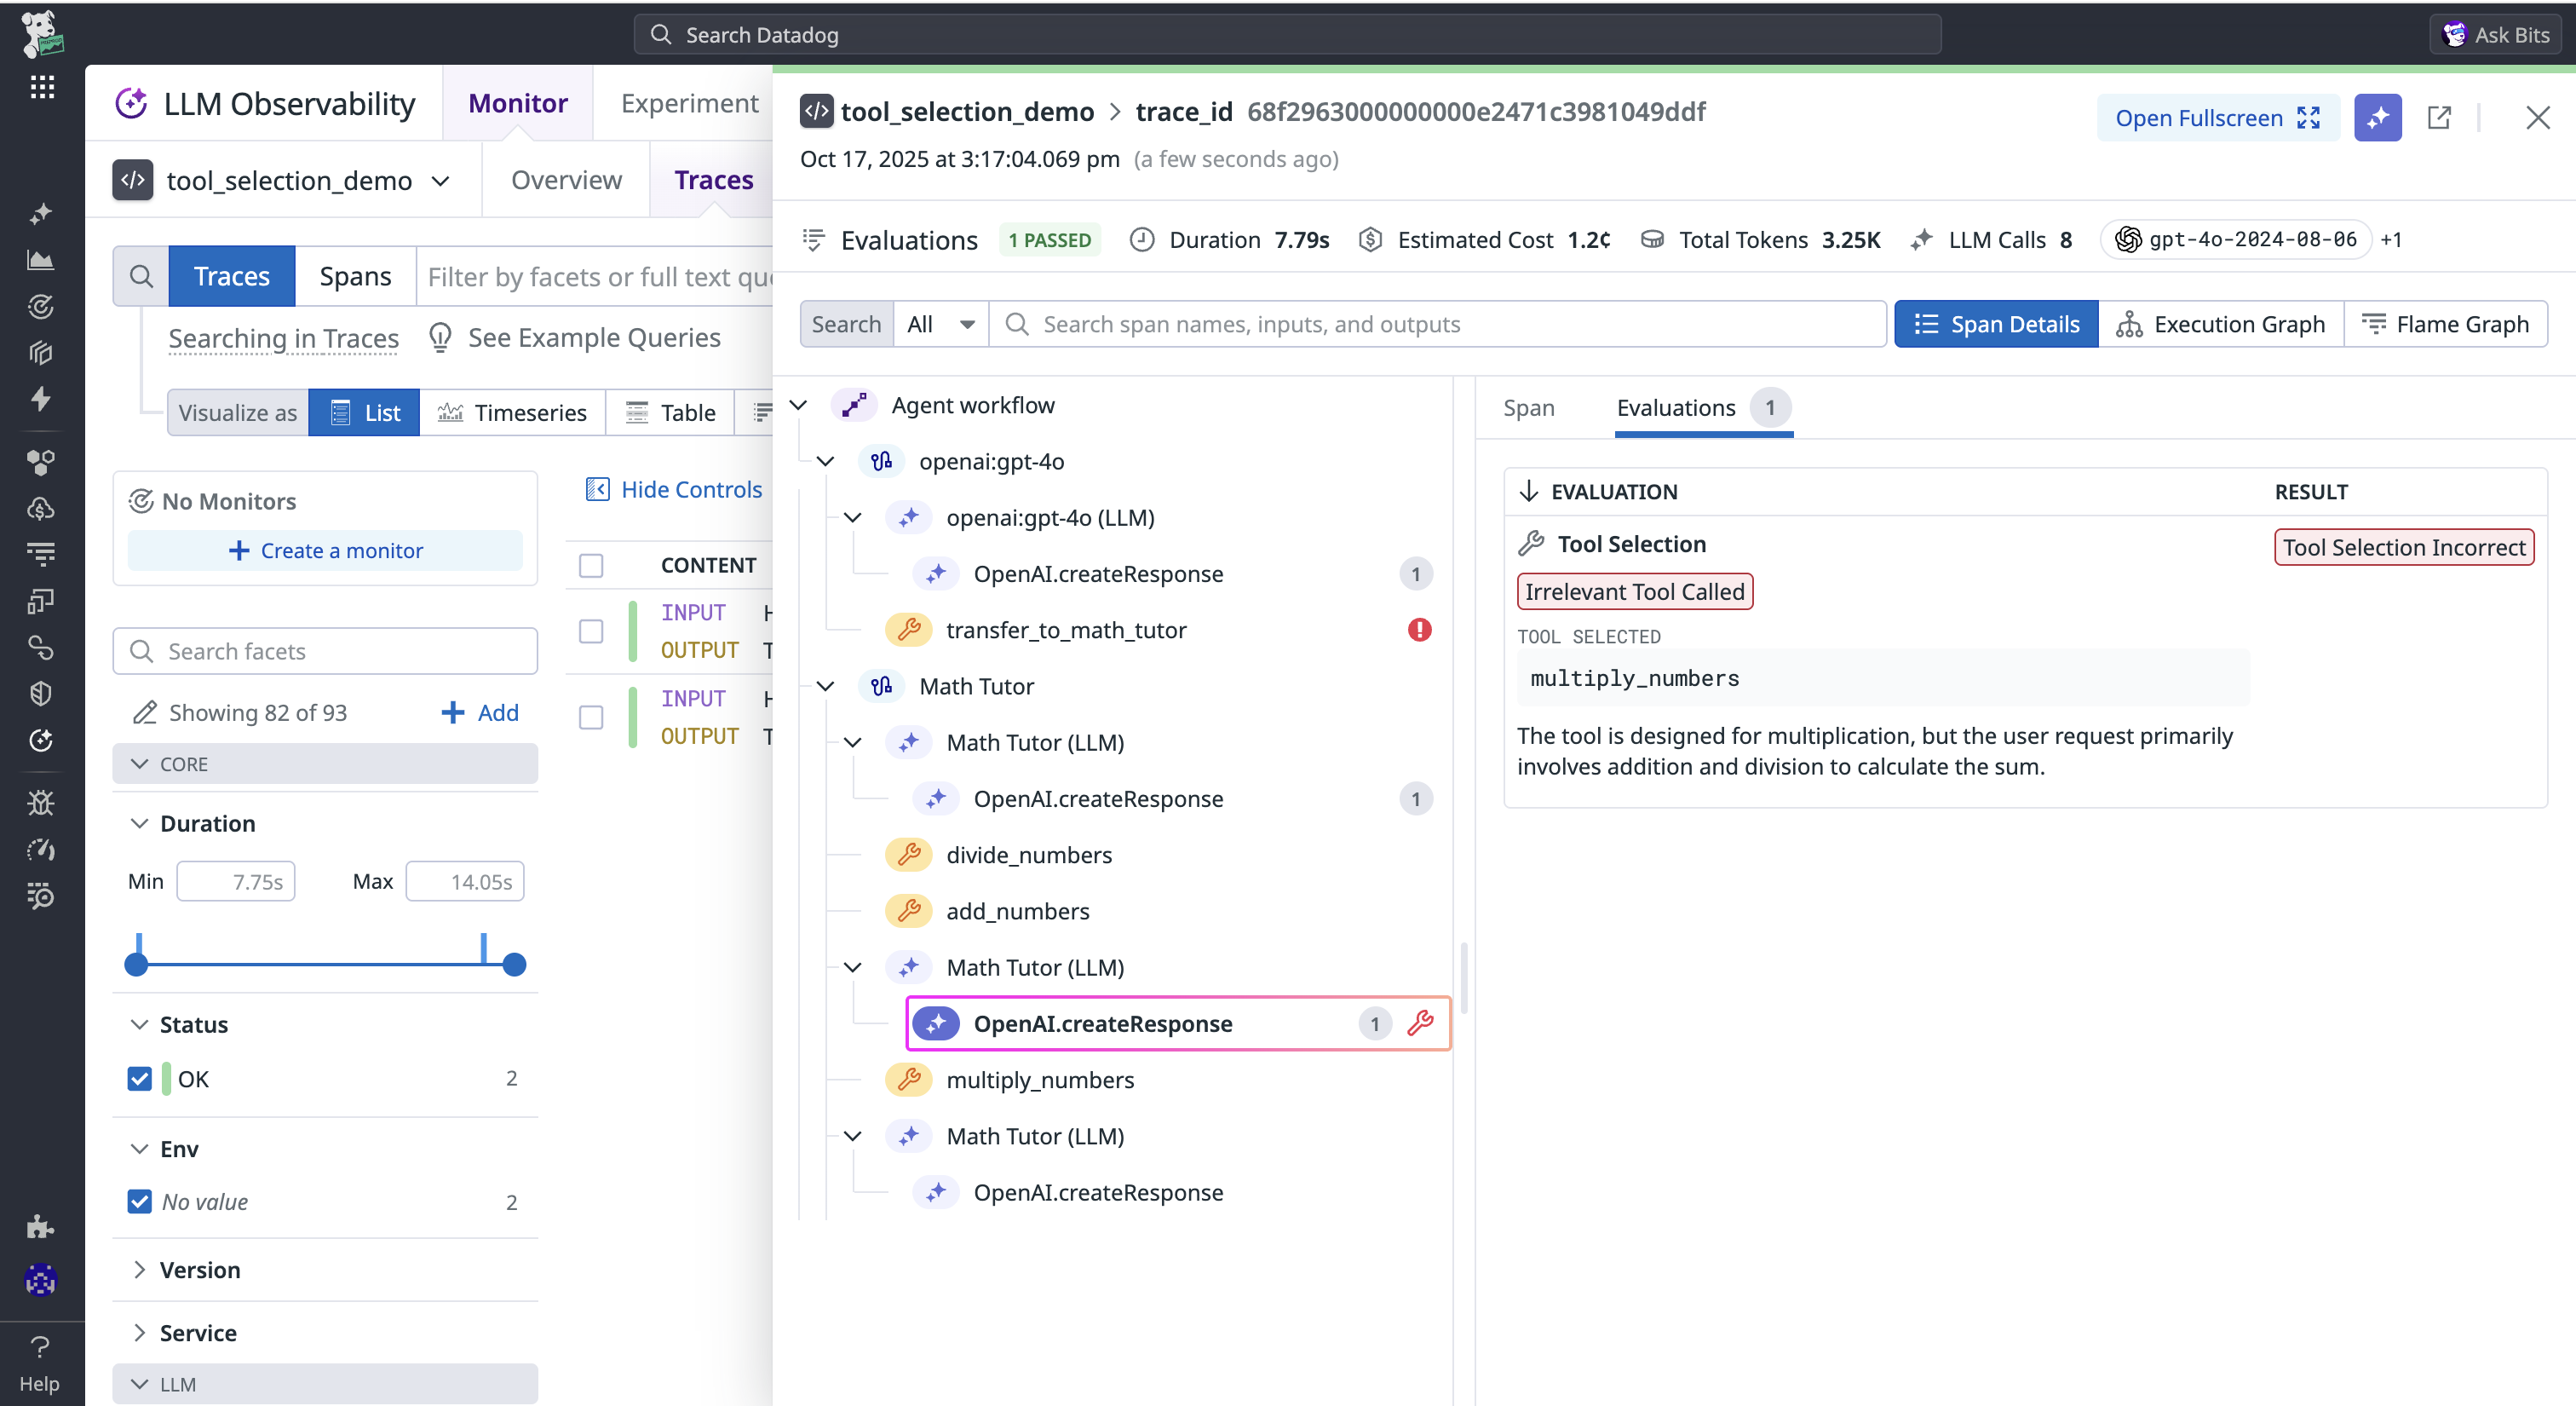 Search Datadog
Ask Bits
LLM Observability
Monitor
Experiment
tool_selection_demo
Overview
Traces
Traces
Spans
Filter by facets or full text que
Searching in Traces
See Example Queries
Visualize as
List
Timeseries
Table
No Monitors
Create a monitor
Hide Controls
CONTENT
INPUT H
OUTPUT T
INPUT H
OUTPUT T
Search facets
Showing 82 of 93
Add
CORE
Duration
Min 7.75s Max 14.05s
Status
OK 2
Env
No value 2
Version
Service
LLM
Help
tool_selection_demo > trace_id 68f2963000000000e2471c3981049ddf
Oct 17, 2025 at 3:17:04.069 pm (a few seconds ago)
Open Fullscreen
Evaluations 1 PASSED Duration 7.79s Estimated Cost 1.2¢ Total Tokens 3.25K LLM Calls 8 gpt-4o-2024-08-06 +1
Search All Search span names, inputs, and outputs
Span Details Execution Graph Flame Graph
Agent workflow
openai:gpt-4o
openai:gpt-4o (LLM)
OpenAI.createResponse 1
transfer_to_math_tutor
Math Tutor
Math Tutor (LLM)
OpenAI.createResponse 1
divide_numbers
add_numbers
Math Tutor (LLM)
OpenAI.createResponse 1
multiply_numbers
Math Tutor (LLM)
OpenAI.createResponse
Span
Evaluations 1
EVALUATION RESULT
Tool Selection
Tool Selection Incorrect
Irrelevant Tool Called
TOOL SELECTED
multiply_numbers
The tool is designed for multiplication, but the user request primarily
involves addition and division to calculate the sum.